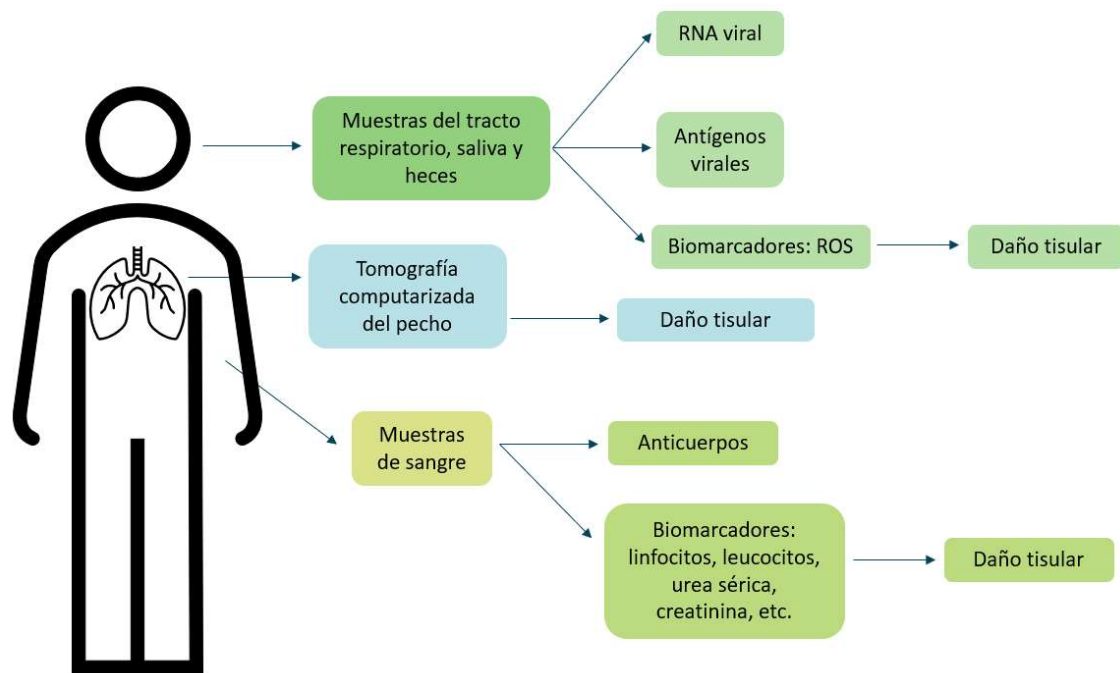 RNA viral
Muestras del tracto
respiratorio, saliva y
heces
Antígenos
virales
Biomarcadores: ROS
Daño tisular
Tomografía
computarizada
del pecho
Daño tisular
Muestras
de sangre
Anticuerpos
Biomarcadores:
linfocitos, leucocitos,
urea sérica,
creatinina, etc.
Daño tisular